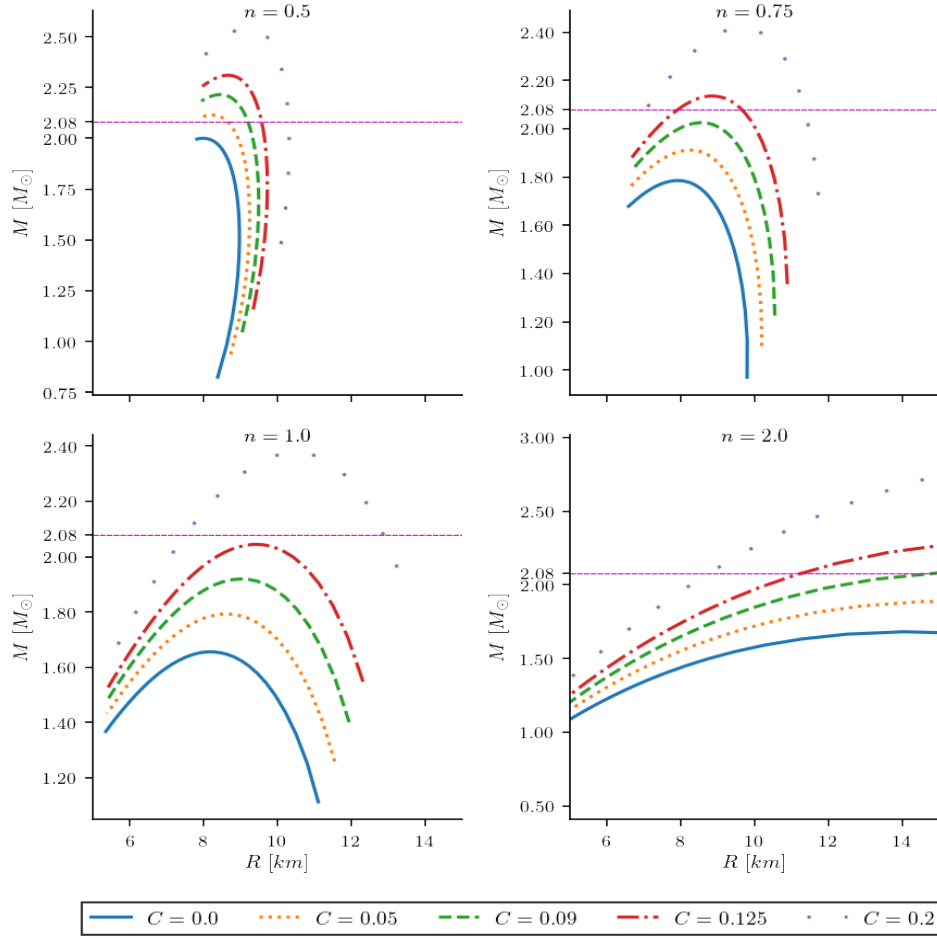 n = 0.5
n = 0.75
2.50
2.25
2.08
2.00
1.75
1.50
1.25
1.00
0.75
M [M⊙]
2.40
2.20
2.08
2.00
1.80
1.60
1.40
1.20
1.00
M [M⊙]
n = 1.0
n = 2.0
2.40
2.20
2.08
2.00
1.80
1.60
1.40
1.20
M [M⊙]
3.00
2.50
2.08
2.00
1.50
1.00
0.50
M [M⊙]
6 8 10 12 14
R [km]
6 8 10 12 14
R [km]
C = 0.0 C = 0.05 C = 0.09 C = 0.125 C = 0.2